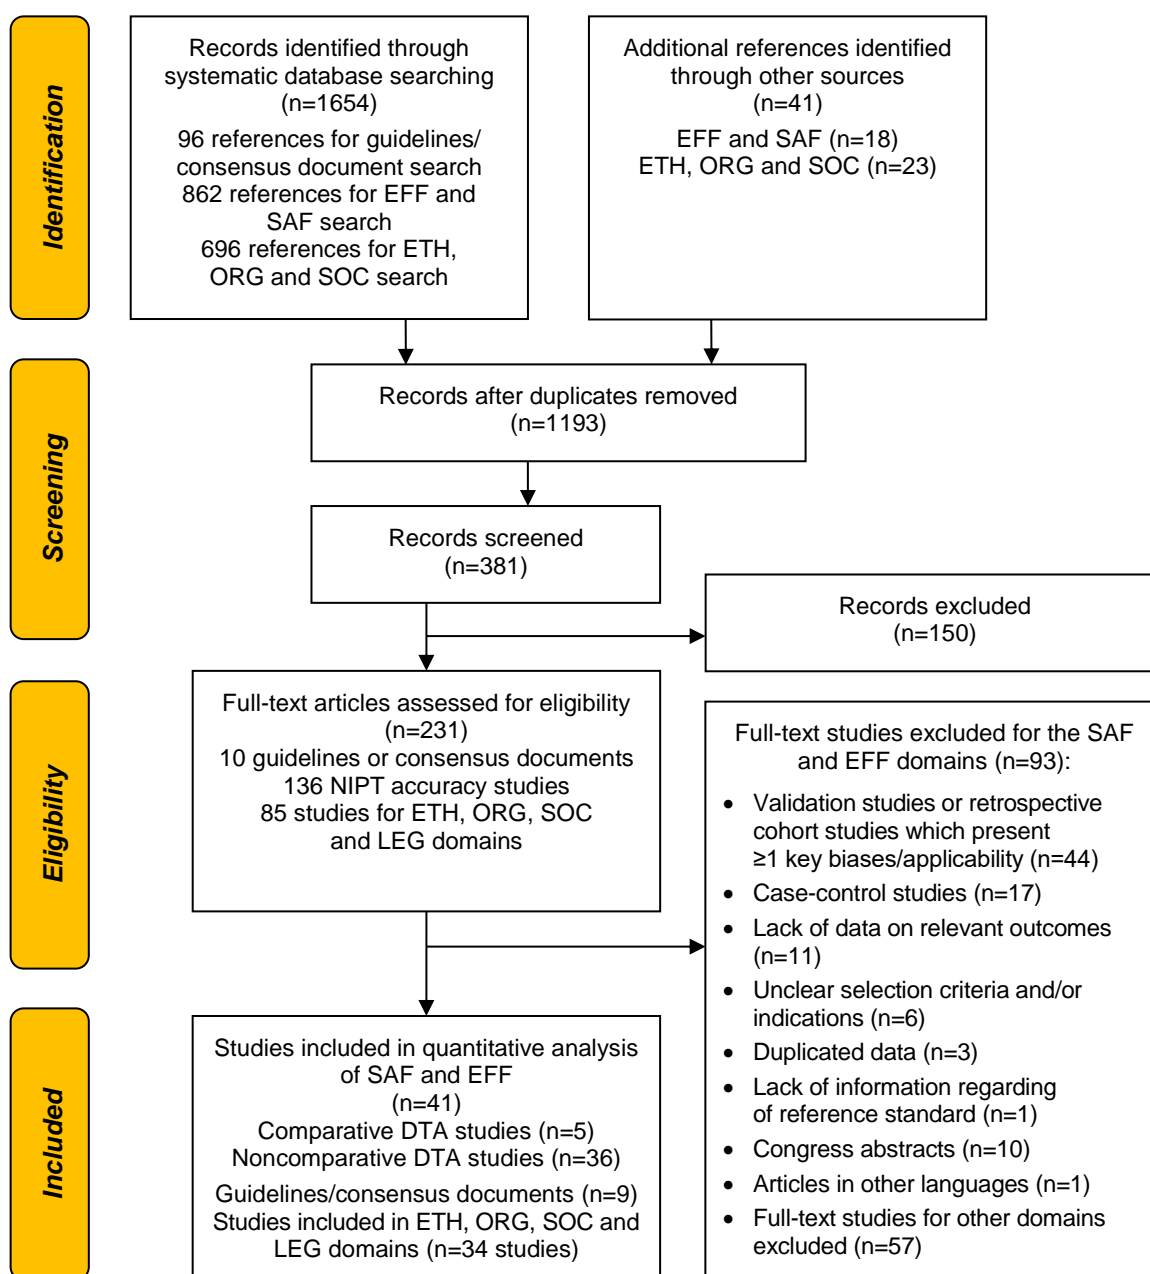 Identification
Records identified through
systematic database searching
(n=1654)
96 references for guidelines/
consensus document search
862 references for EFF and
SAF search
696 references for ETH,
ORG and SOC search
Additional references identified
through other sources
(n=41)
EFF and SAF (n=18)
ETH, ORG and SOC (n=23)
Screening
Records after duplicates removed
(n=1193)
Records screened
(n=381)
Records excluded
(n=150)
Eligibility
Full-text articles assessed for eligibility
(n=231)
10 guidelines or consensus documents
136 NIPT accuracy studies
85 studies for ETH, ORG, SOC
and LEG domains
Full-text studies excluded for the SAF
and EFF domains (n=93):
• Validation studies or retrospective
cohort studies which present
≥1 key biases/applicability (n=44)
• Case-control studies (n=17)
• Lack of data on relevant outcomes
(n=11)
• Unclear selection criteria and/or
indications (n=6)
• Duplicated data (n=3)
• Lack of information regarding
of reference standard (n=1)
• Congress abstracts (n=10)
• Articles in other languages (n=1)
• Full-text studies for other domains
excluded (n=57)
Included
Studies included in quantitative analysis
of SAF and EFF
(n=41)
Comparative DTA studies (n=5)
Noncomparative DTA studies (n=36)
Guidelines/consensus documents (n=9)
Studies included in ETH, ORG, SOC and
LEG domains (n=34 studies)